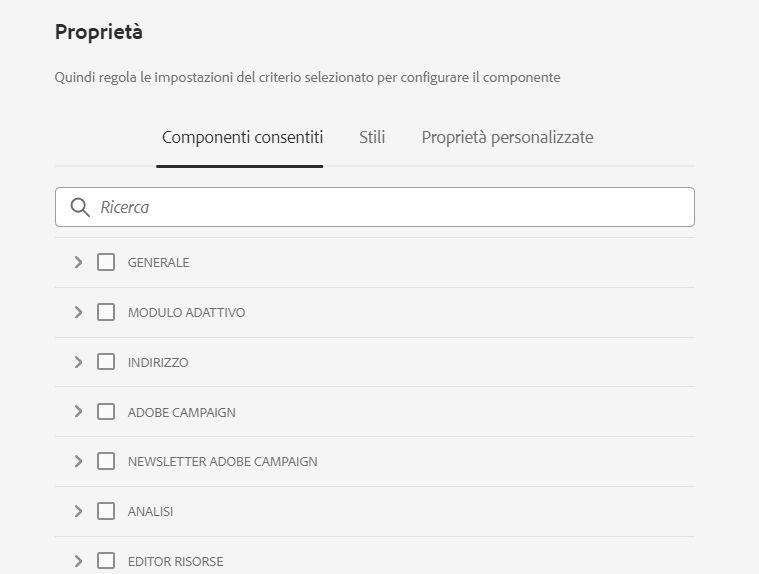 Proprietà
Quindi regola le impostazioni del criterio selezionato per configurare il componente
Componenti consentiti Stili Proprietà personalizzate
Ricerca
GENERALE
MODULO ADATTIVO
INDIRIZZO
ADOBE CAMPAIGN
NEWSLETTER ADOBE CAMPAIGN
ANALISI
EDITOR RISORSE